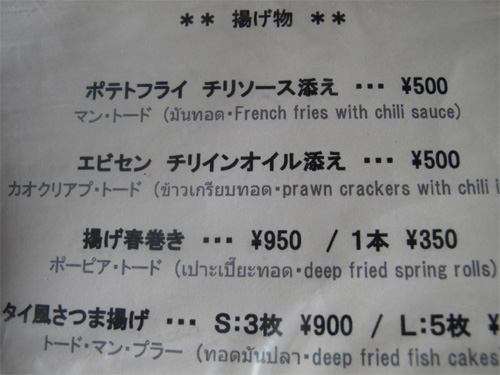 ** 揚げ物 **
ポテトフライ チリソース添え ・・・ ¥500
マン・トード (มันทอด・French fries with chili sauce)
エビセン チリインオイル添え ・・・ ¥500
カオクリアプ・トード (ข้าวเกรียบทอด・prawn crackers with chili i
揚げ春巻き ・・・ ¥950 / 1本 ¥350
ポーピア・トード (เปาะเปี๊ยะทอด・deep fried spring rolls)
タイ風さつま揚げ ・・・ S:3枚 ¥900 / L:5枚 ¥
トード・マン・プラー (ทอดมันปลา・deep fried fish cakes